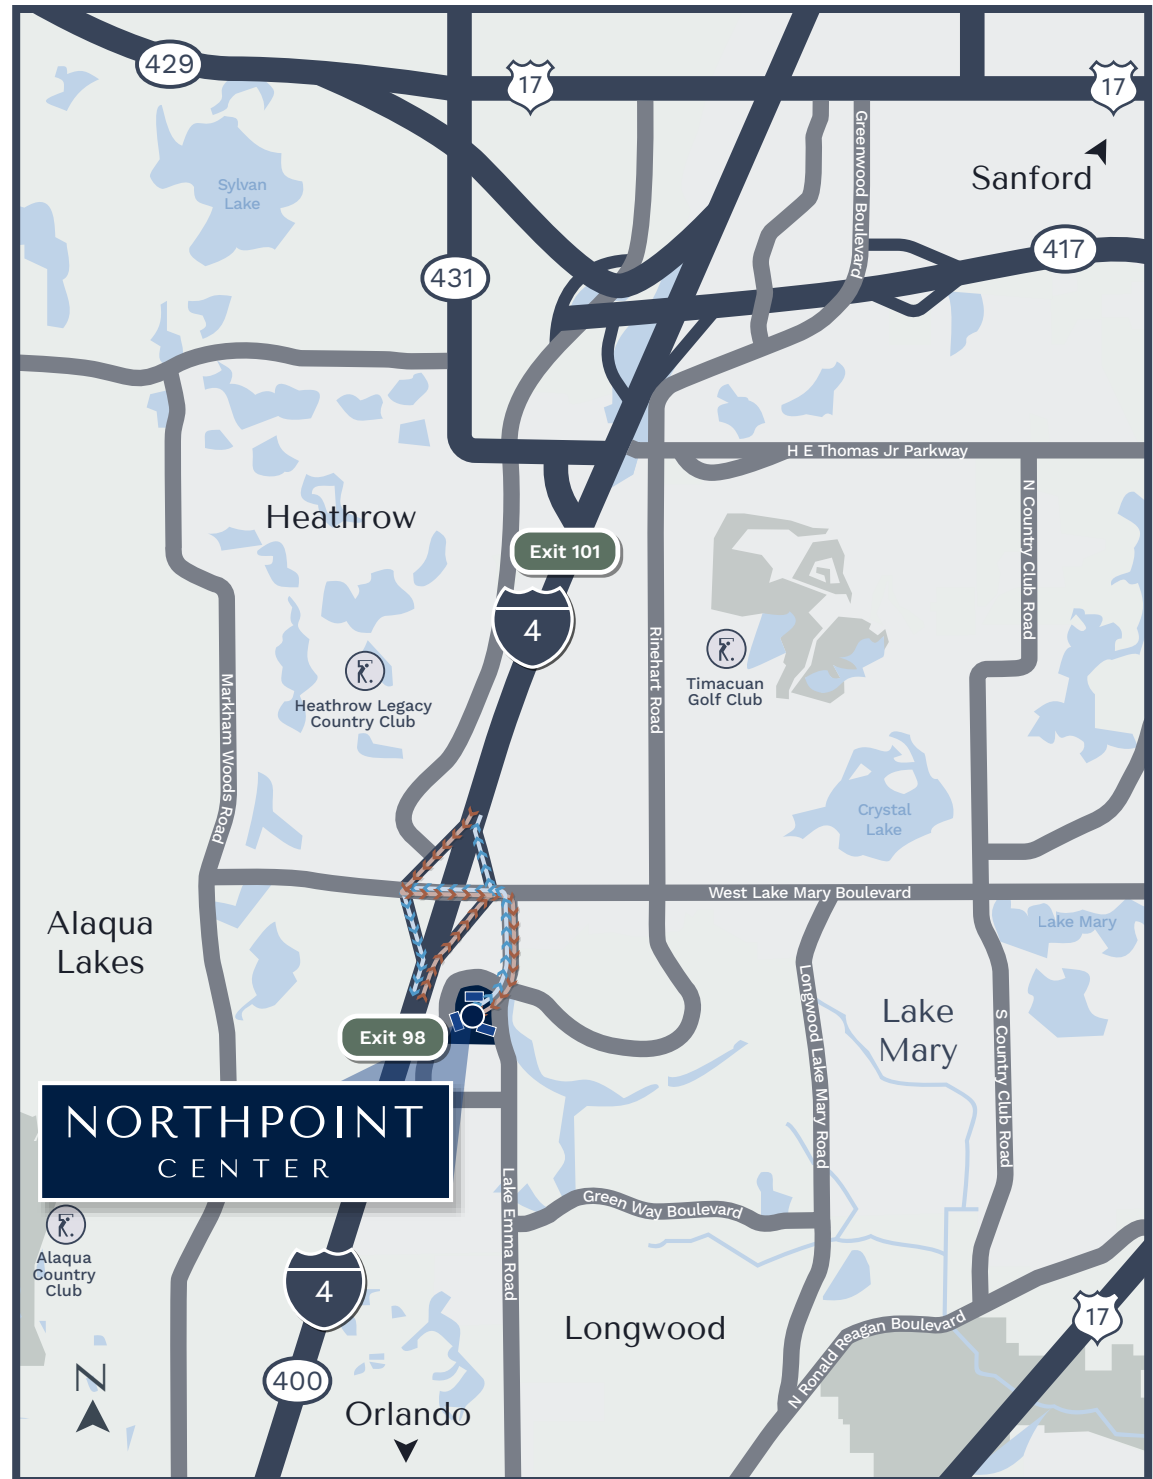 429
17
17
Greenwood Boulevard
Sanford
Sylvan
Lake
417
431
H E Thomas Jr Parkway
N Country Club Road
Heathrow
Exit 101
4
Rinehart Road
Timacuan
Golf Club
Heathrow Legacy
Country Club
Markham Woods Road
Crystal
Lake
West Lake Mary Boulevard
Alaqua
Lakes
Lake Mary
Longwood Lake Mary Road
Lake
Mary
S Country Club Road
Exit 98
NORTHPOINT
CENTER
Lake Emma Road
Green Way Boulevard
Alaqua
Country
Club
4
Longwood
N Ronald Reagan Boulevard
17
N
400
Orlando